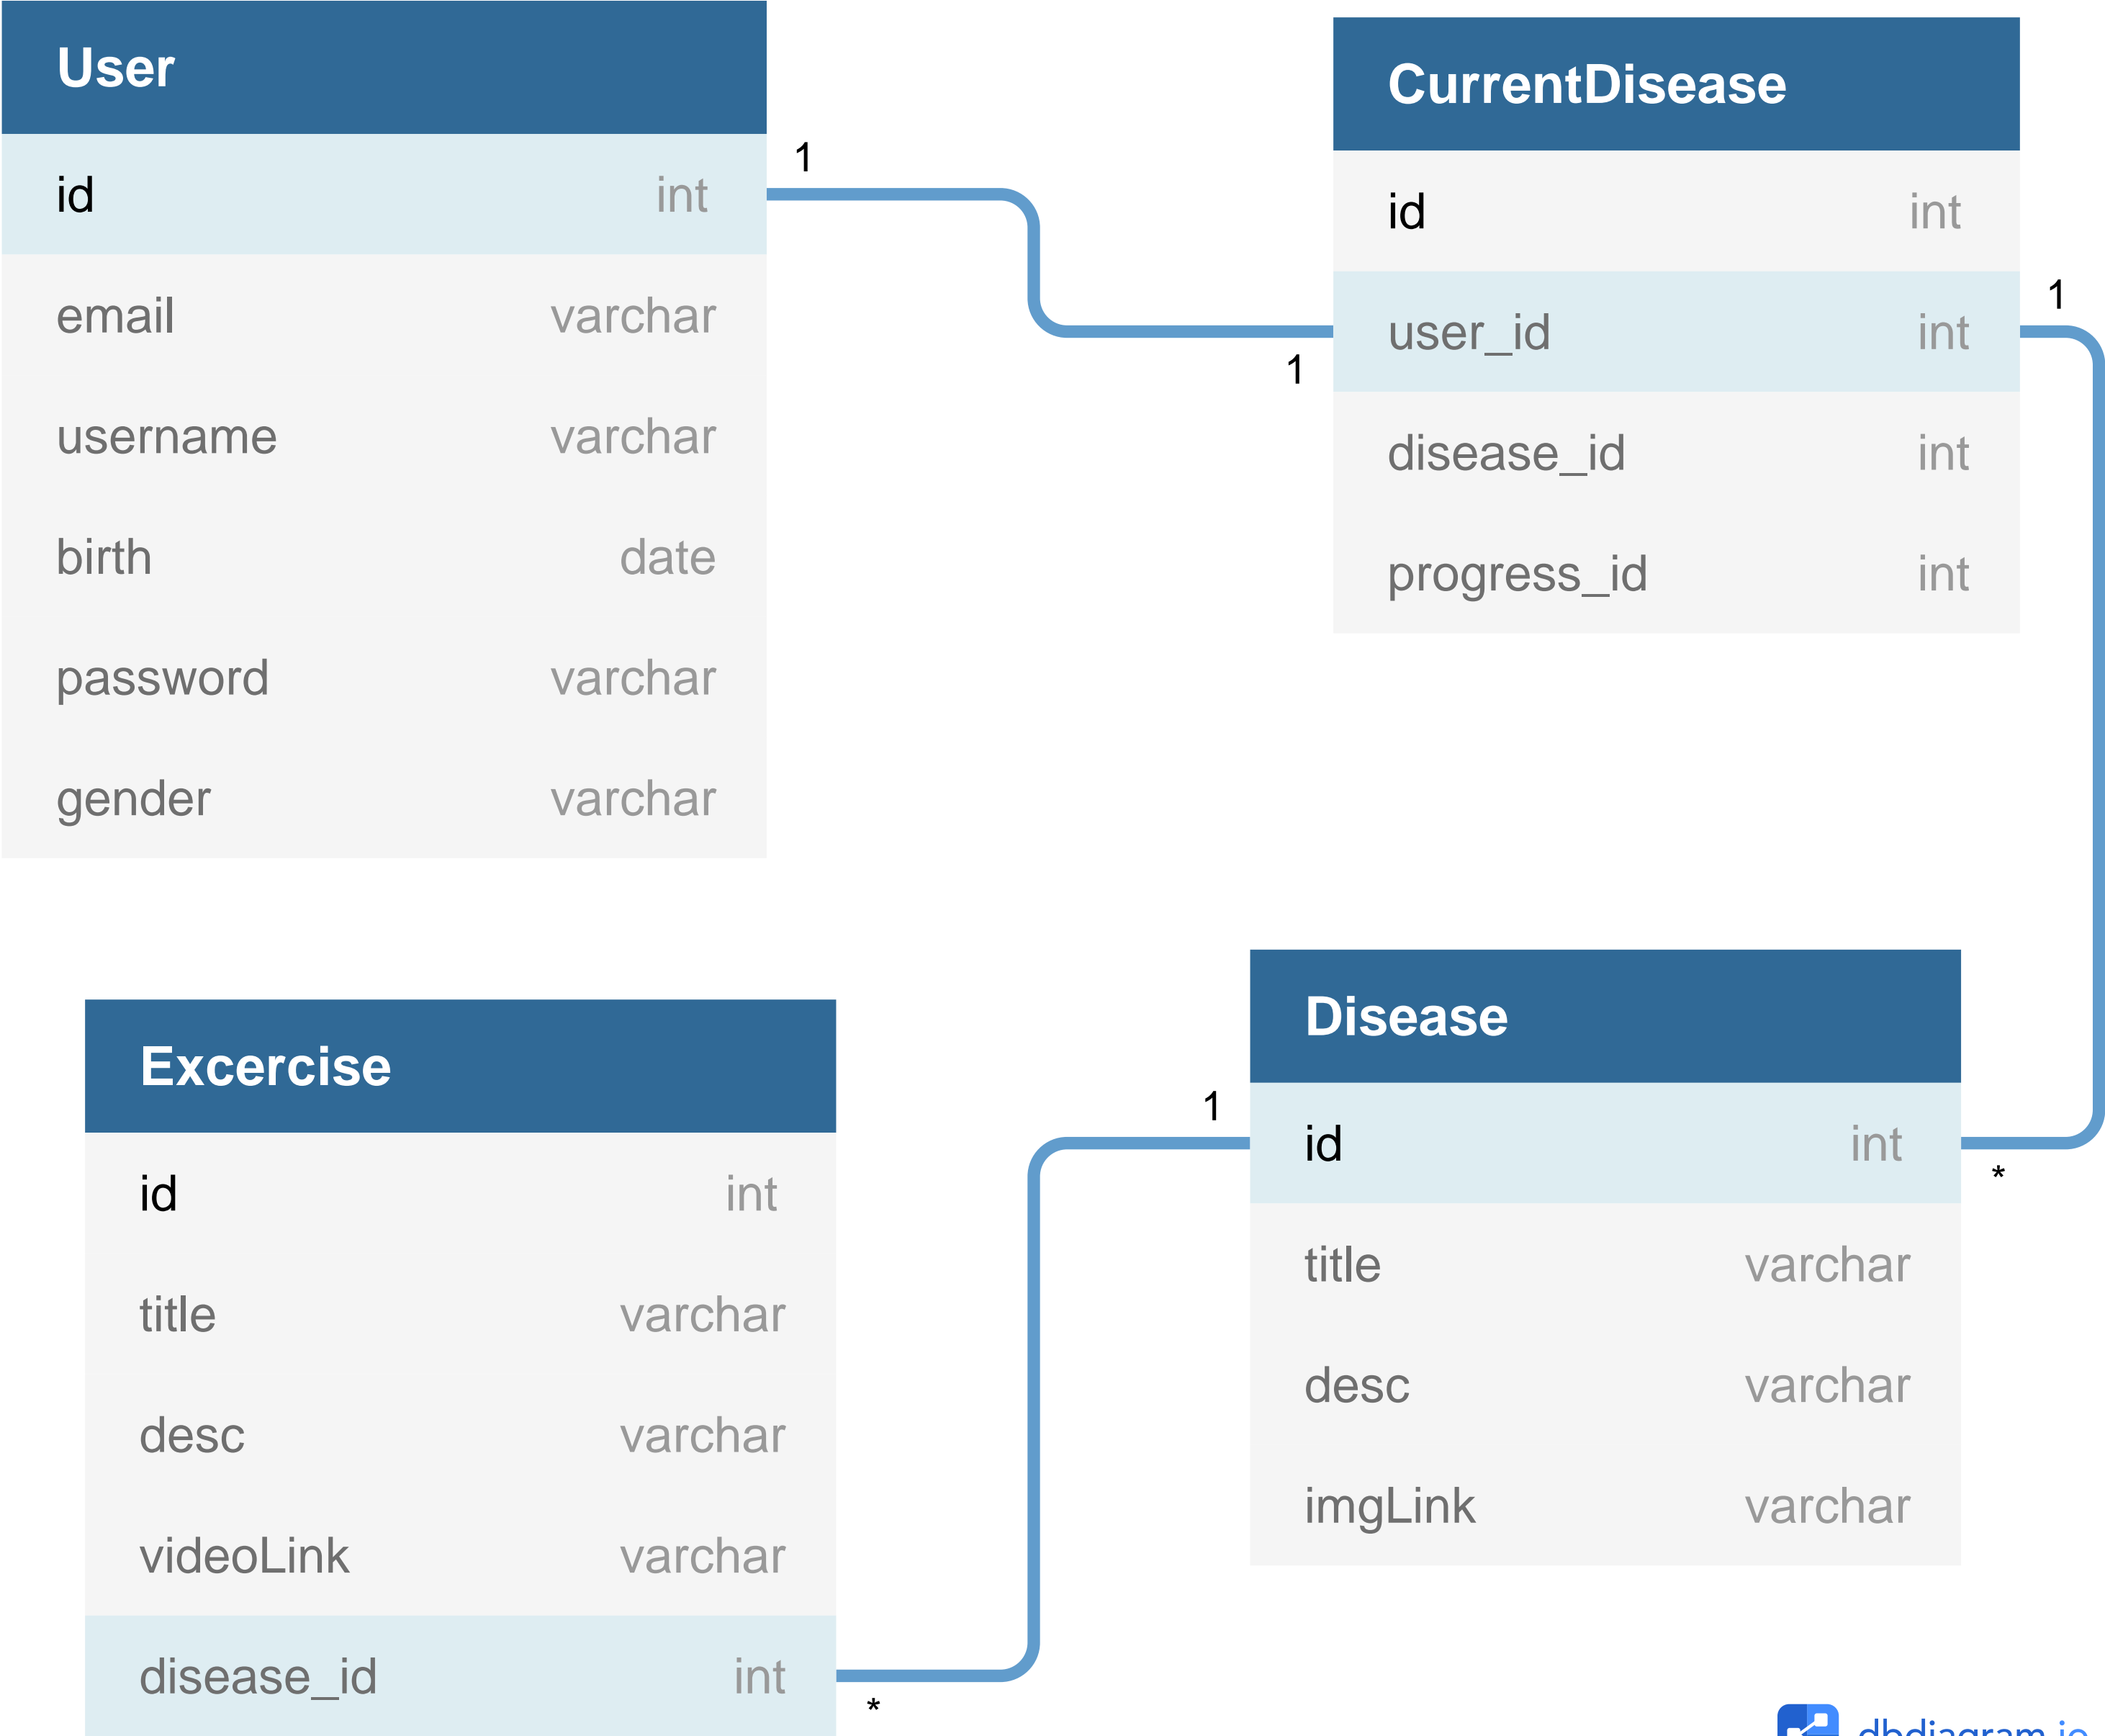 User
id int
email varchar
username varchar
birth date
password varchar
gender varchar
1
1
CurrentDisease
id int
user_id int
disease_id int
progress_id int
1
Excercise
id int
title varchar
desc varchar
videoLink varchar
disease_id int
*
1
Disease
id int
title varchar
desc varchar
imgLink varchar
*
dbdiagram.io